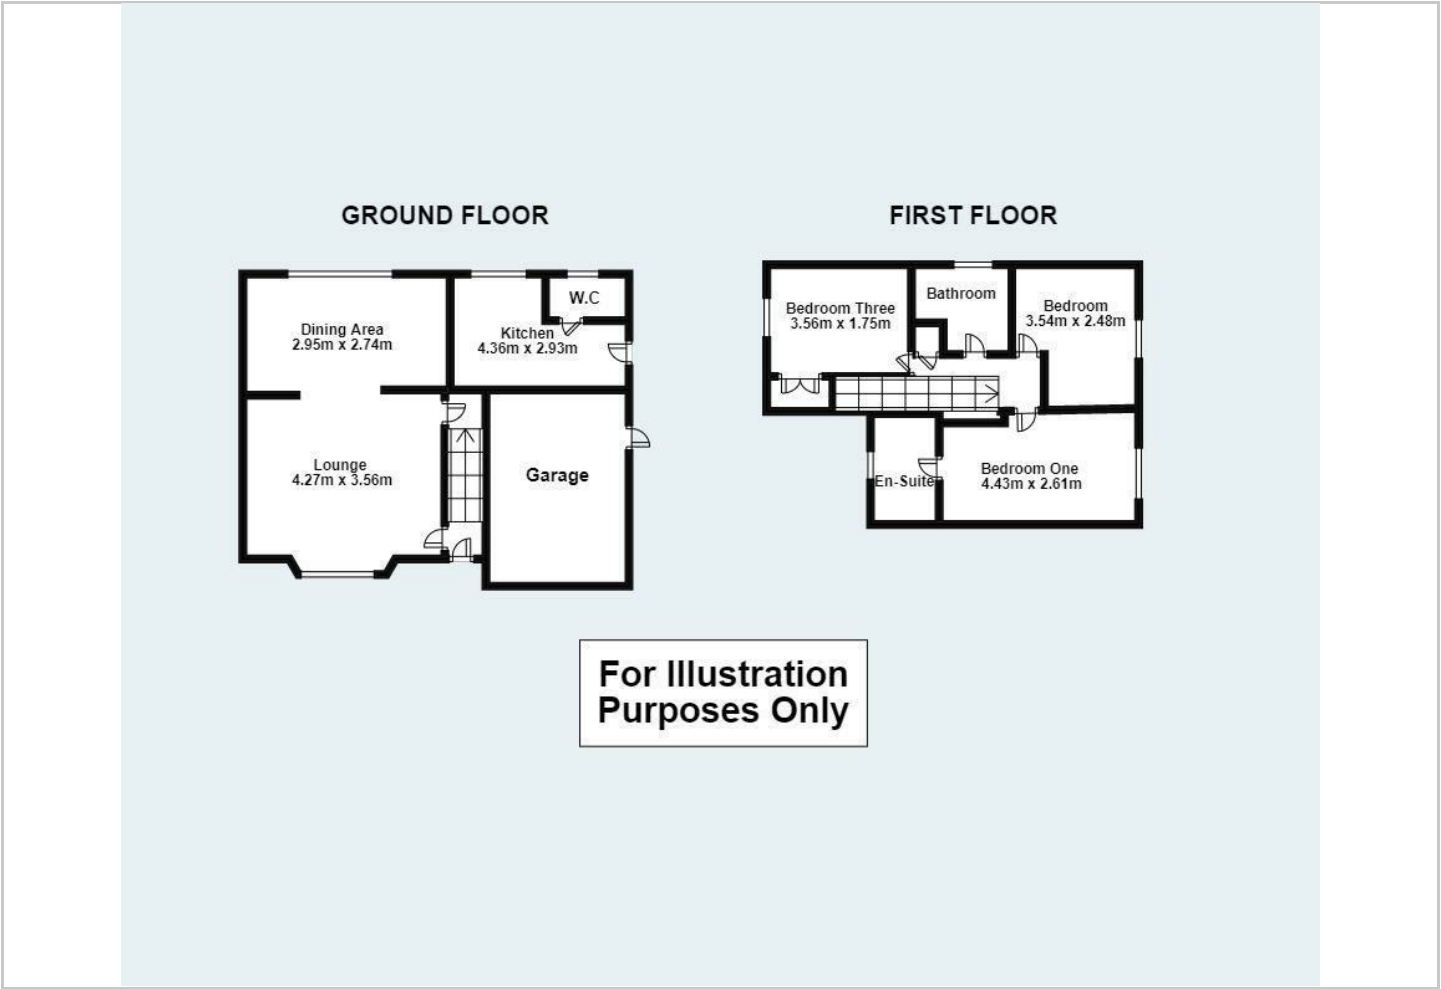 GROUND FLOOR
Dining Area
2.95m x 2.74m
Kitchen
4.36m x 2.93m
W.C
Lounge
4.27m x 3.56m
Garage
FIRST FLOOR
Bedroom Three
3.56m x 1.75m
Bathroom
Bedroom
3.54m x 2.48m
En-Suite
Bedroom One
4.43m x 2.61m
For Illustration
Purposes Only